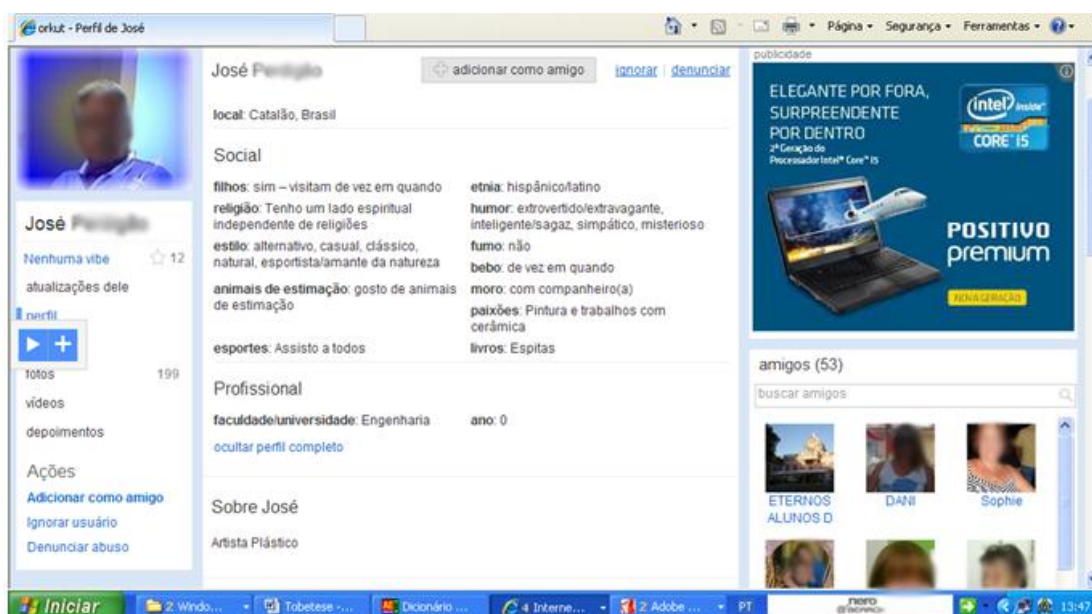 orkut - Perfil de José
Página
Segurança
Ferramentas
José
adicionar como amigo
ignorar
denunciar
local: Catalão, Brasil
Social
filhos: sim – visitam de vez em quando
religião: Tenho um lado espiritual
independente de religiões
estilo: alternativo, casual, clássico,
natural, esportista/amante da natureza
animais de estimação: gosto de animais
de estimação
esportes: Assisto a todos
etnia: hispânico/latino
humor: extrovertido/extravagante,
inteligente/sagaz, simpático, misterioso
fumo: não
bebo: de vez em quando
moro: com companheiro(a)
paixões: Pintura e trabalhos com
cerâmica
livros: Espitas
Profissional
faculdade/universidade: Engenharia
ano: 0
ocultar perfil completo
Sobre José
Artista Plástico
José
Nenhuma vibe
12
atualizações dele
perfil
fotos 199
vídeos
depoimentos
Ações
Adicionar como amigo
Ignorar usuário
Denunciar abuso
publicidade
ELEGANTE POR FORA,
SURPREENDENTE
POR DENTRO
2ª Geração do
Processador Intel® Core™ i5
intel inside
CORE i5
POSITIVO
premium
NOVA GERAÇÃO
amigos (53)
buscar amigos
ETERNOS
ALUNOS D
DANI
Sophie
Iniciar
2 Windo...
Tobetese -...
Dicionário ...
4 Interne...
2 Adobe ...
PT
nero
SEARCH